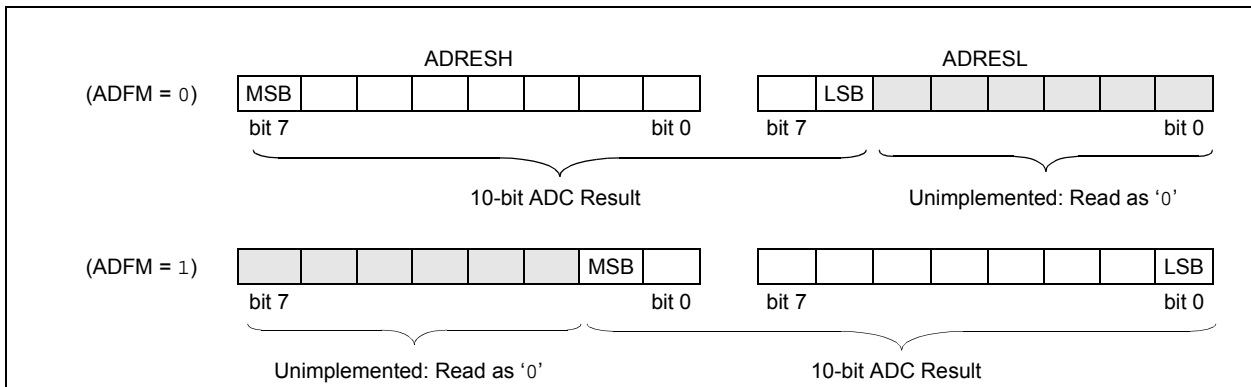 ADRESH ADRESL
(ADFM = 0) MSB LSB
bit 7 bit 0 bit 7 bit 0
10-bit ADC Result Unimplemented: Read as ‘0’
(ADFM = 1) MSB LSB
bit 7 bit 0 bit 7 bit 0
Unimplemented: Read as ‘0’ 10-bit ADC Result